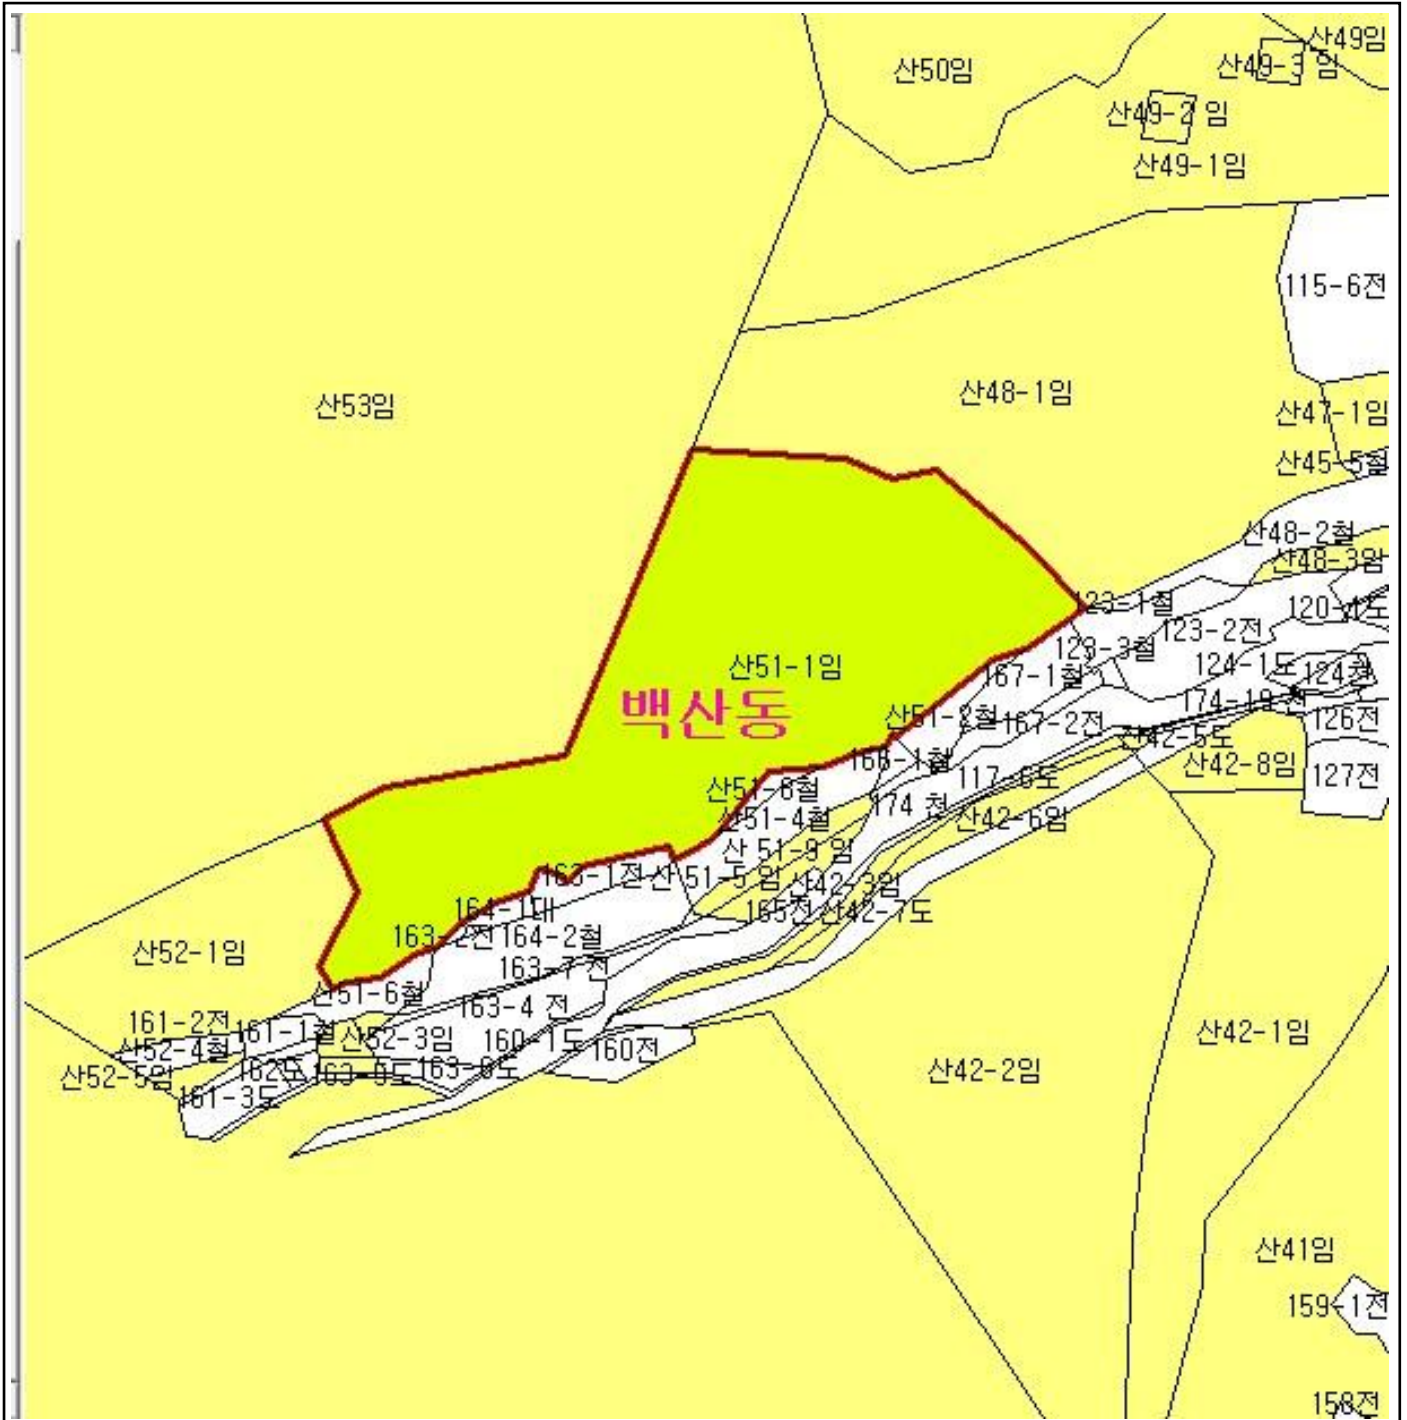 산49임
산50임
산49-3 임
산49-2 임
산49-1임
115-6전
산48-1임
산53임
산47-1임
산45-5철
산48-2철
산48-3임
123-1철
120-4도
123-2전
123-3철
산51-1임
124-1도
124전
167-1철
백산동
산51-2철
174-19 천
167-2전
126전
산42-5도
166-1철
산42-8임
127전
117-6도
산51-8철
174 천
산51-4철
산42-6임
산 51-9 임
163-1전
산 51-5 임
산42-3임
164-1대
165전
산42-7도
163-2전
164-2철
산52-1임
163-7 전
산51-6철
163-4 전
161-2전
161-1철
산52-3임
160-1도
산42-1임
산52-4철
160전
산52-5임
163-6도
산42-2임
161-3도
산41임
159-1전
158전